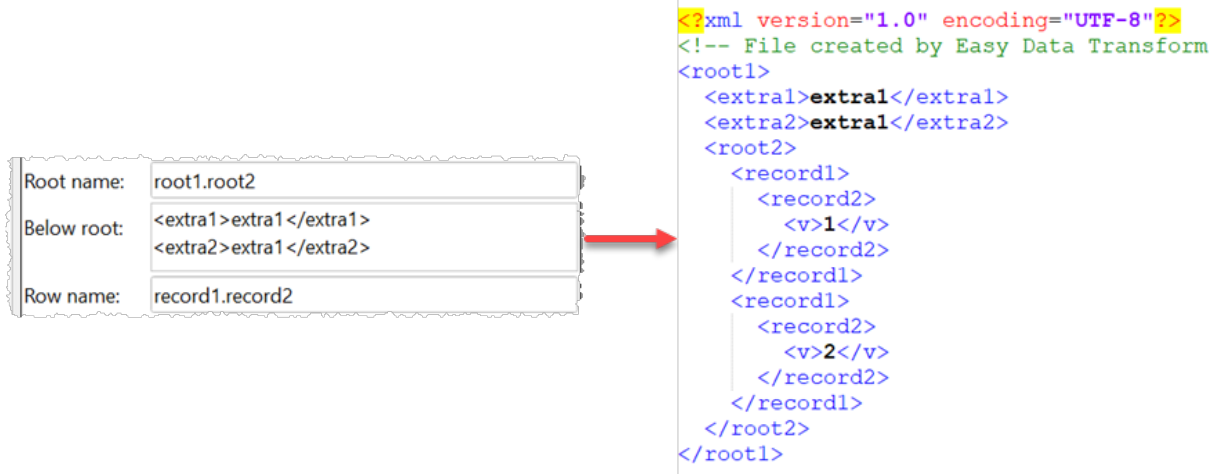 Root name: root1.root2
Below root: <extra1>extra1</extra1>
<extra2>extra1</extra2>
Row name: record1.record2
<?xml version="1.0" encoding="UTF-8"?>
<!-- File created by Easy Data Transform
<root1>
  <extra1>extra1</extra1>
  <extra2>extra1</extra2>
  <root2>
    <record1>
      <record2>
        <v>1</v>
      </record2>
    </record1>
    <record1>
      <record2>
        <v>2</v>
      </record2>
    </record1>
  </root2>
</root1>